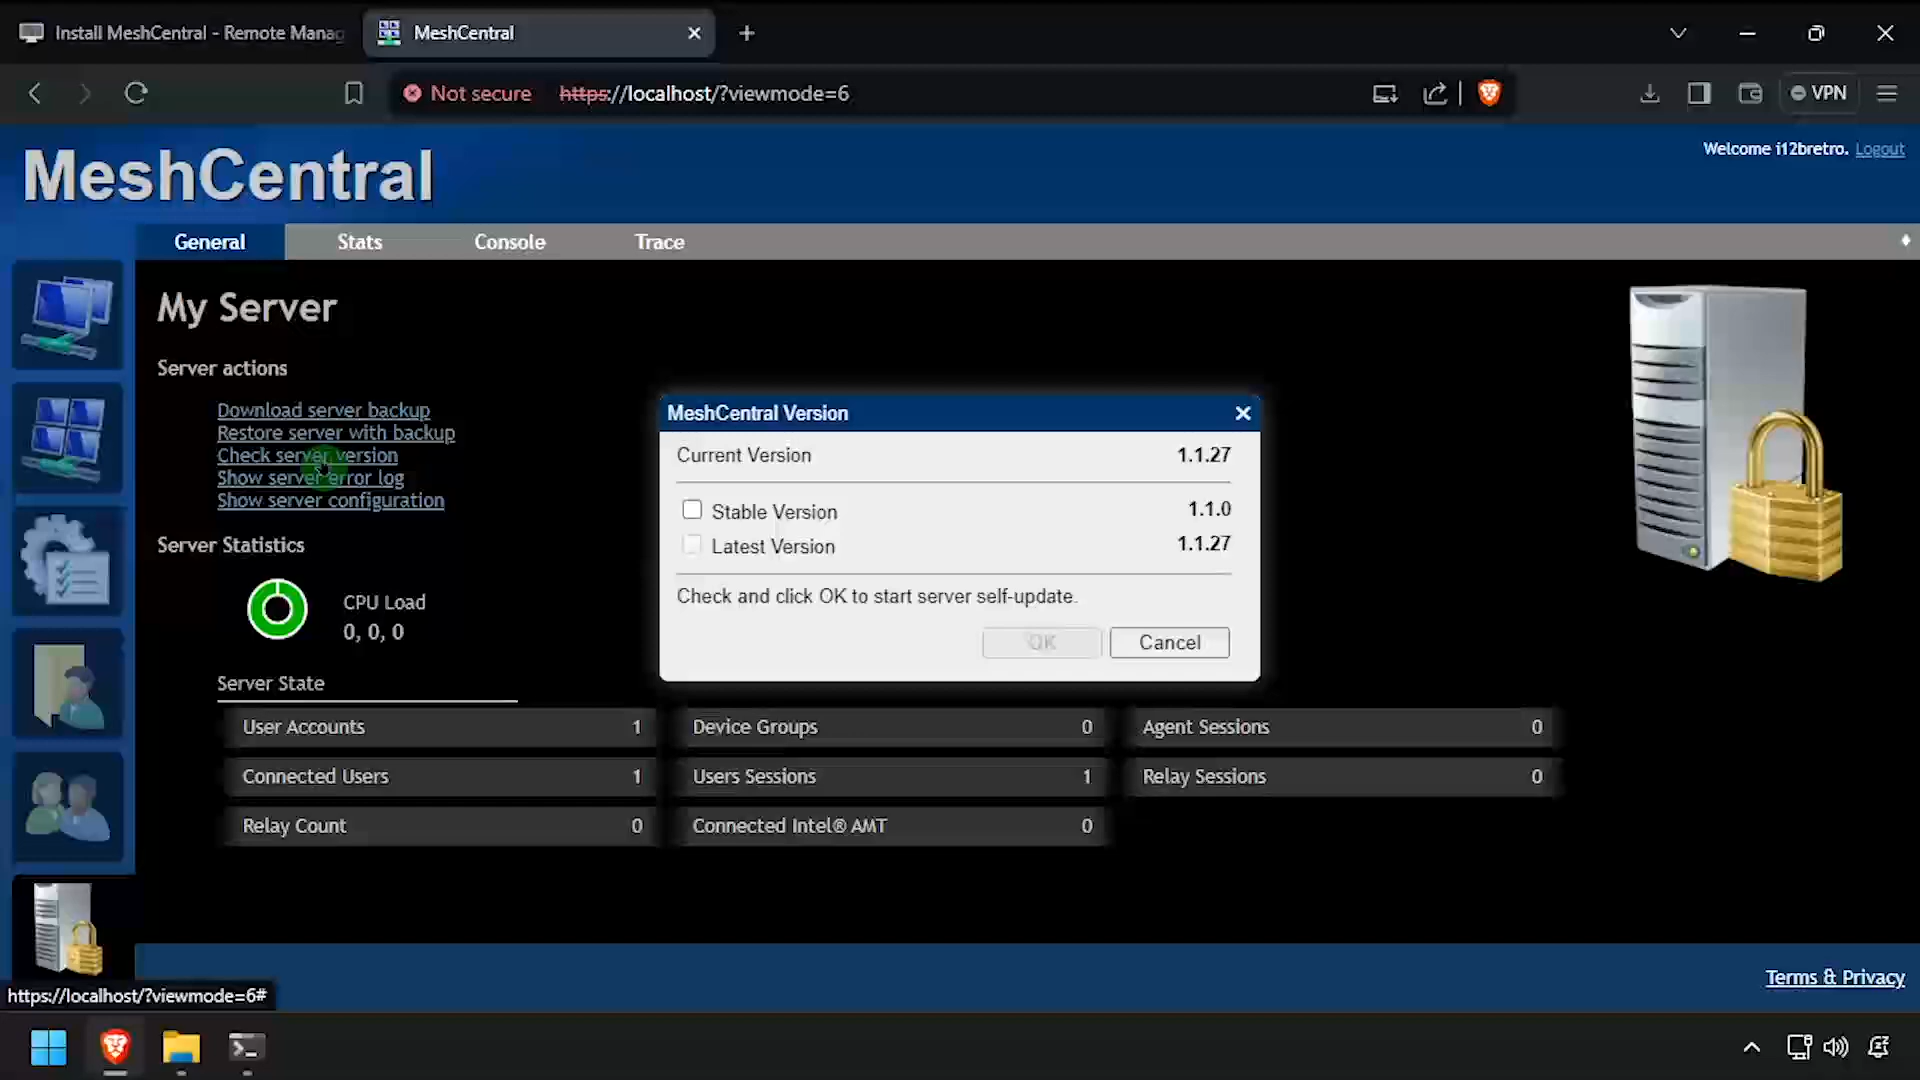 Install MeshCentral - Remote Manag
MeshCentral
Not secure https://localhost/?viewmode=6
VPN
MeshCentral
Welcome i12bretro. Logout
General Stats Console Trace
My Server
Server actions
Download server backup
Restore server with backup
Check server version
Show server error log
Show server configuration
MeshCentral Version
Current Version 1.1.27
Stable Version 1.1.0
Latest Version 1.1.27
Check and click OK to start server self-update.
OK Cancel
Server Statistics
CPU Load
0, 0, 0
Server State
User Accounts 1 Device Groups 0 Agent Sessions 0
Connected Users 1 Users Sessions 1 Relay Sessions 0
Relay Count 0 Connected Intel® AMT 0
Terms & Privacy
https://localhost/?viewmode=6#